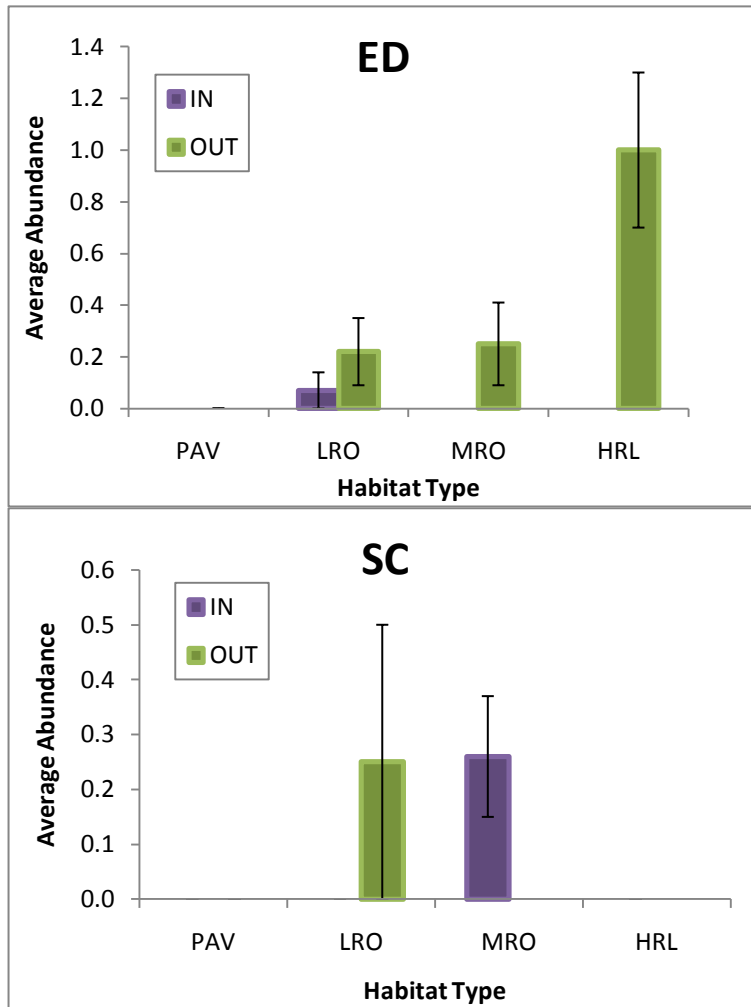 ED
IN
OUT
1.4
1.2
1.0
0.8
0.6
0.4
0.2
0.0
Average Abundance
PAV LRO MRO HRL
Habitat Type
SC
IN
OUT
0.6
0.5
0.4
0.3
0.2
0.1
0.0
Average Abundance
PAV LRO MRO HRL
Habitat Type